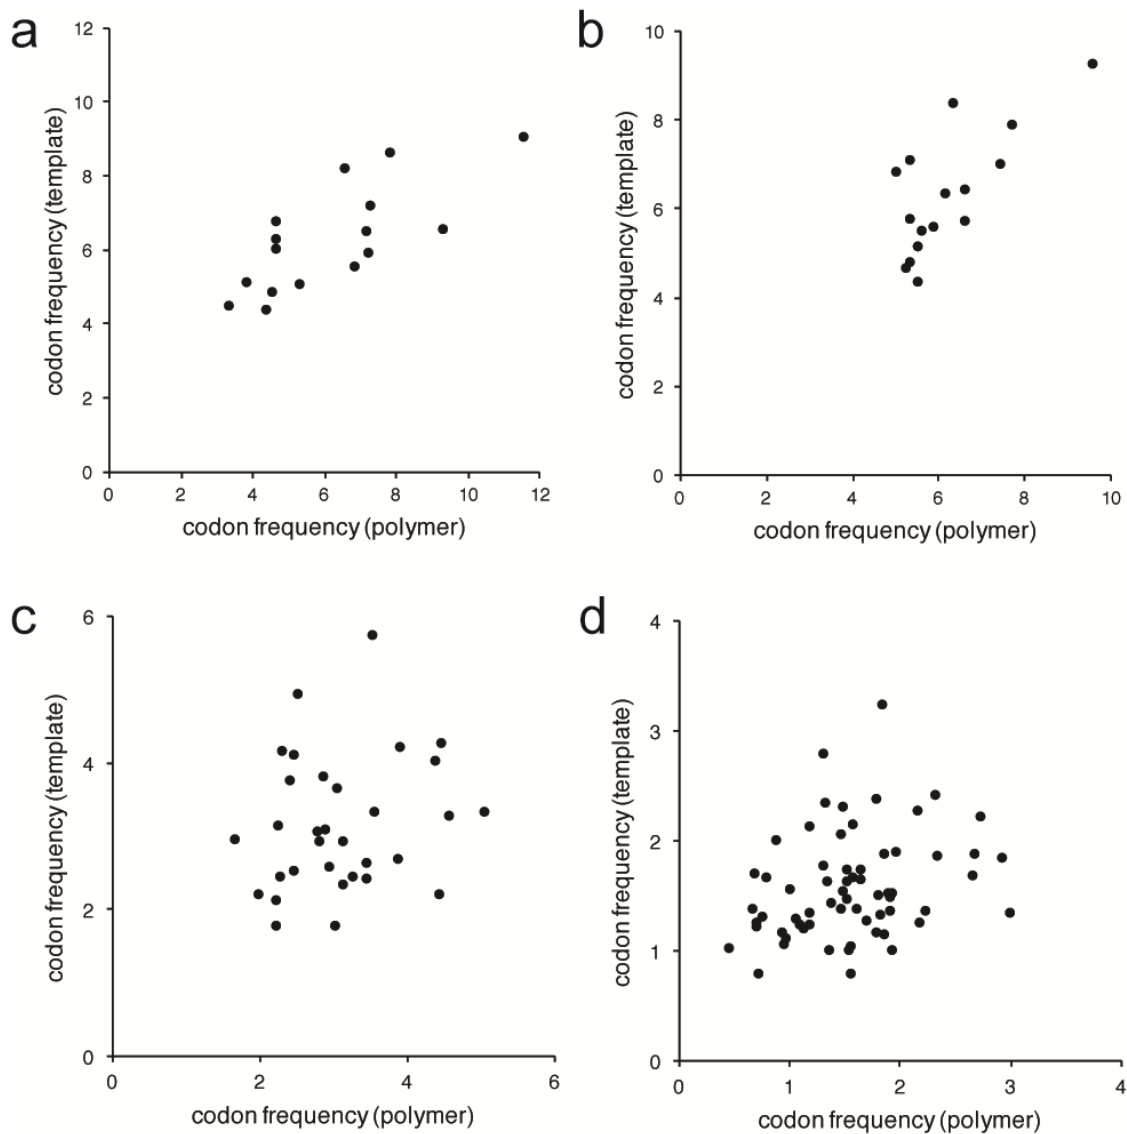 a
12
10
8
6
4
2
0
codon frequency (template)
0 2 4 6 8 10 12
codon frequency (polymer)
b
10
8
6
4
2
0
codon frequency (template)
0 2 4 6 8 10
codon frequency (polymer)
c
6
4
2
0
codon frequency (template)
0 2 4 6
codon frequency (polymer)
d
4
3
2
1
0
codon frequency (template)
0 1 2 3 4
codon frequency (polymer)